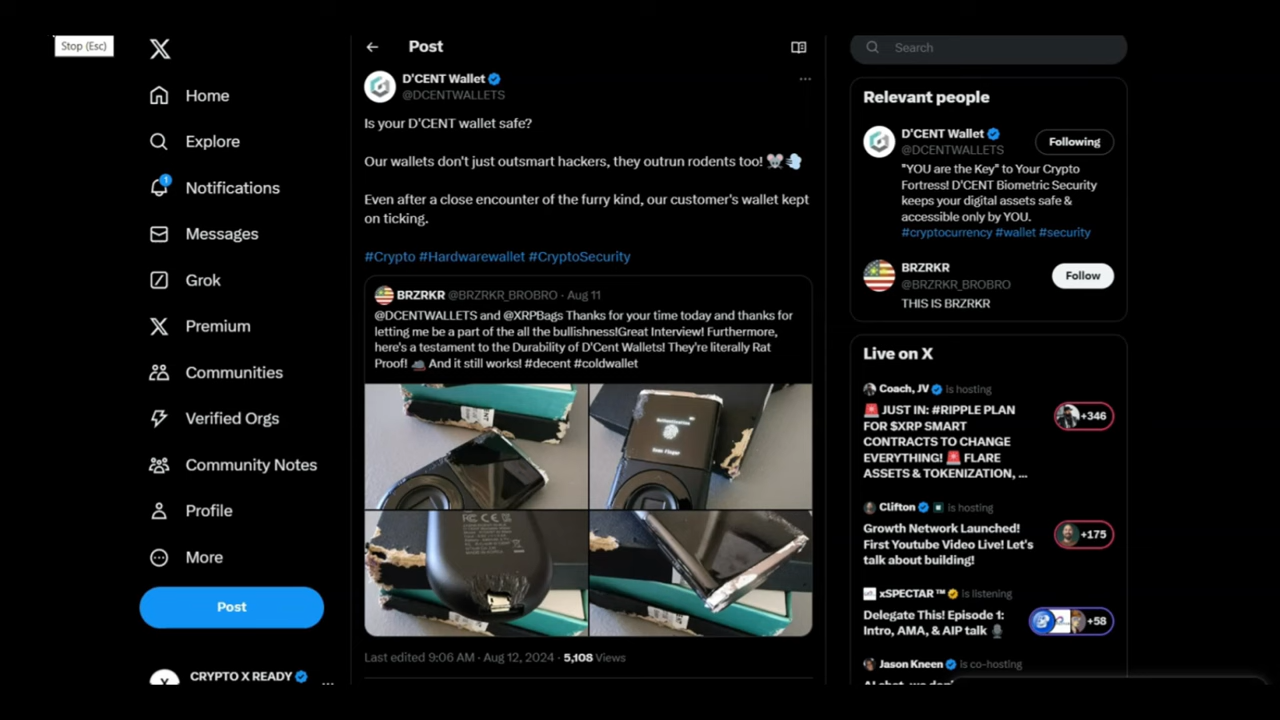 Stop (Esc)
Home
Explore
1
Notifications
Messages
Grok
Premium
Communities
Verified Orgs
Community Notes
Profile
More
Post
CRYPTO X READY
Post
D'CENT Wallet
@DCENTWALLETS
Is your D'CENT wallet safe?
Our wallets don't just outsmart hackers, they outrun rodents too! 🐭💨
Even after a close encounter of the furry kind, our customer's wallet kept
on ticking.
#Crypto #Hardwarewallet #CryptoSecurity
BRZRKR @BRZRKR_BROBRO · Aug 11
@DCENTWALLETS and @XRPBags Thanks for your time today and thanks for
letting me be a part of the all the bullishness!Great Interview! Furthermore,
here's a testament to the Durability of D'Cent Wallets! They're literally Rat
Proof! 🐀 And it still works! #decent #coldwallet
Last edited 9:06 AM · Aug 12, 2024 · 5,108 Views
Search
Relevant people
D'CENT Wallet
@DCENTWALLETS
Following
"YOU are the Key" to Your Crypto
Fortress! D'CENT Biometric Security
keeps your digital assets safe &
accessible only by YOU.
#cryptocurrency #wallet #security
BRZRKR
@BRZRKR_BROBRO
Follow
THIS IS BRZRKR
Live on X
Coach, JV is hosting
🚨 JUST IN: #RIPPLE PLAN
FOR $XRP SMART
CONTRACTS TO CHANGE
EVERYTHING! 🚨 FLARE
ASSETS & TOKENIZATION, ...
+346
Clifton is hosting
Growth Network Launched!
First Youtube Video Live! Let's
talk about building!
+175
xSPECTAR ™ is listening
Delegate This! Episode 1:
Intro, AMA, & AIP talk 🎙️
+58
Jason Kneen is co-hosting